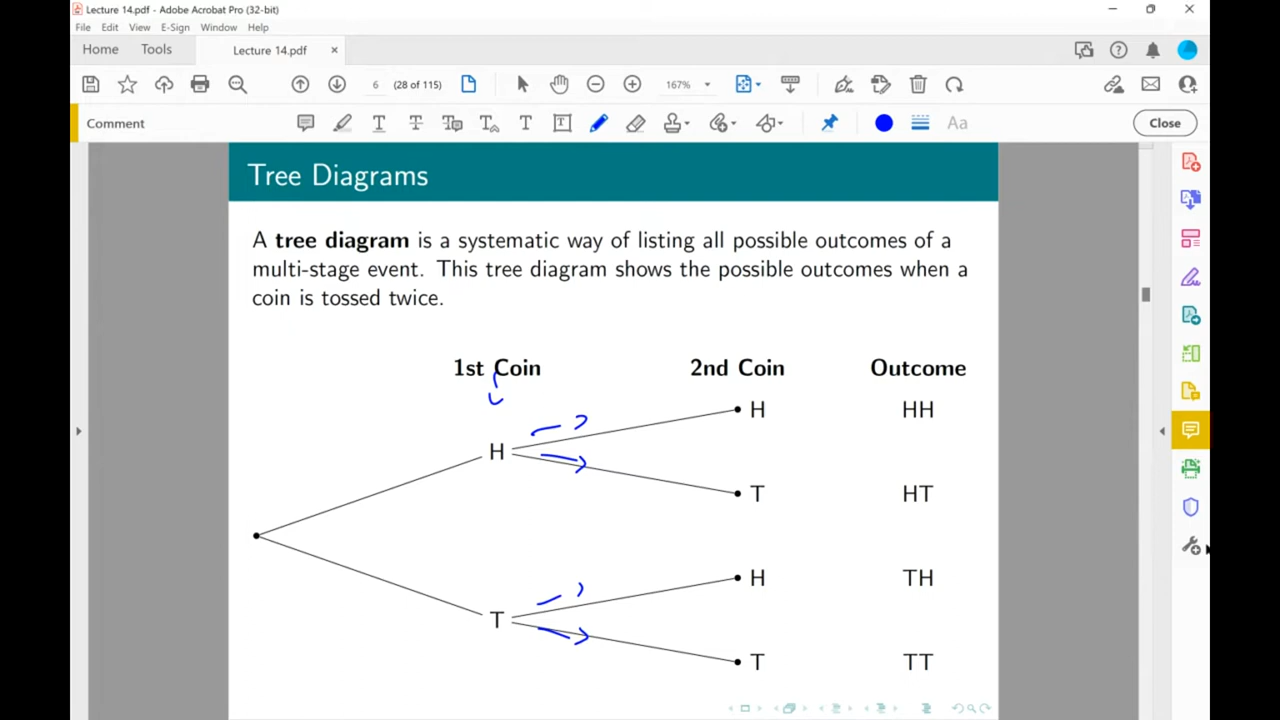 Lecture 14.pdf - Adobe Acrobat Pro (32-bit)
File Edit View E-Sign Window Help
Home Tools Lecture 14.pdf ×
6 (28 of 115) 167%
Comment Close
Tree Diagrams
A tree diagram is a systematic way of listing all possible outcomes of a
multi-stage event. This tree diagram shows the possible outcomes when a
coin is tossed twice.
1st Coin 2nd Coin Outcome
H HH
H
T HT
H TH
T
T TT